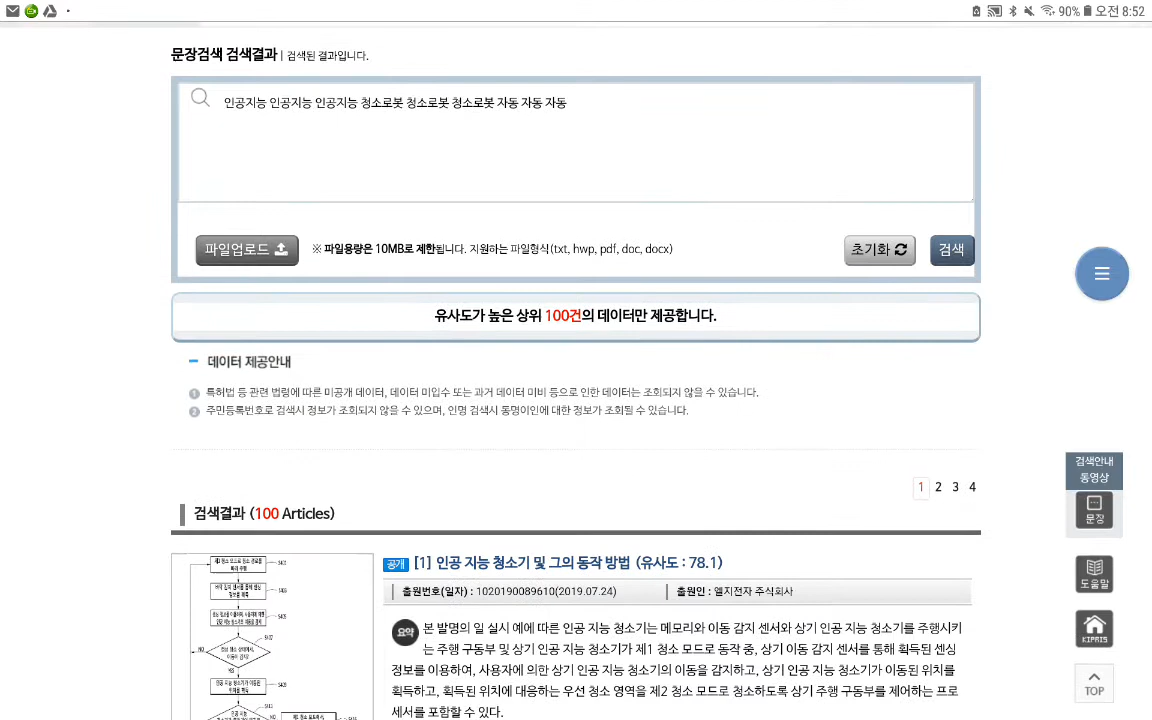 90% 오전 8:52
문장검색 검색결과 | 검색된 결과입니다.
인공지능 인공지능 인공지능 청소로봇 청소로봇 청소로봇 자동 자동 자동
파일업로드 ※ 파일용량은 10MB로 제한됩니다. 지원하는 파일형식(txt, hwp, pdf, doc, docx) 초기화 검색
유사도가 높은 상위 100건의 데이터만 제공합니다.
데이터 제공안내
1 특허법 등 관련 법령에 따른 미공개 데이터, 데이터 미입수 또는 과거 데이터 미비 등으로 인한 데이터는 조회되지 않을 수 있습니다.
2 주민등록번호로 검색시 정보가 조회되지 않을 수 있으며, 인명 검색시 동명이인에 대한 정보가 조회될 수 있습니다.
검색안내
동영상
문장
1 2 3 4
검색결과 (100 Articles)
공개 [1] 인공 지능 청소기 및 그의 동작 방법 (유사도 : 78.1)
출원번호(일자) : 1020190089610(2019.07.24) 출원인 : 엘지전자 주식회사
요약 본 발명의 일 실시 예에 따른 인공 지능 청소기는 메모리와 이동 감지 센서와 상기 인공 지능 청소기를 주행시키
는 주행 구동부 및 상기 인공 지능 청소기가 제1 청소 모드로 동작 중, 상기 이동 감지 센서를 통해 획득된 센싱
정보를 이용하여, 사용자에 의한 상기 인공 지능 청소기의 이동을 감지하고, 상기 인공 지능 청소기가 이동된 위치를
획득하고, 획득된 위치에 대응하는 우선 청소 영역을 제2 청소 모드로 청소하도록 상기 주행 구동부를 제어하는 프로
세서를 포함할 수 있다.
NO
YES
NO
도움말
KIPRIS
TOP